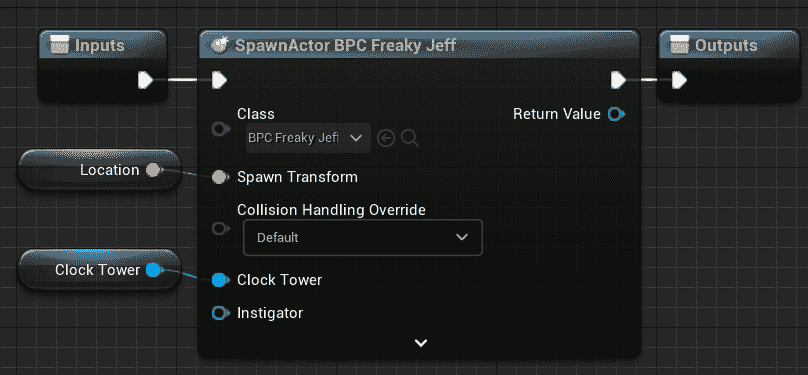 Inputs
SpawnActor BPC Freaky Jeff
Outputs
Class
BPC Freaky Jef
Return Value
Location
Spawn Transform
Collision Handling Override
Default
Clock Tower
Clock Tower
Instigator